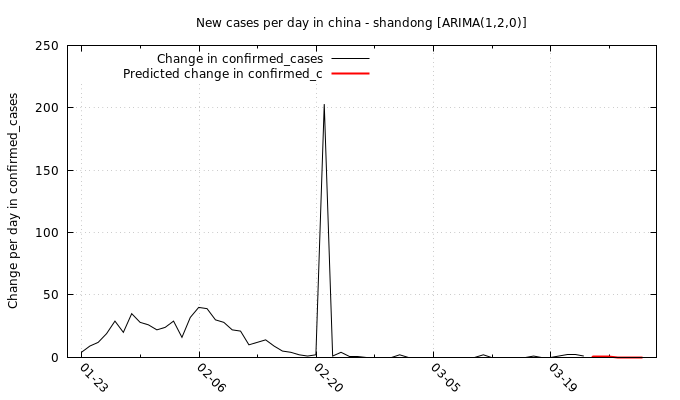 New cases per day in china - shandong [ARIMA(1,2,0)]
Change in confirmed_cases
Predicted change in confirmed_c
Change per day in confirmed_cases
250
200
150
100
50
0
01-23
02-06
02-20
03-05
03-19